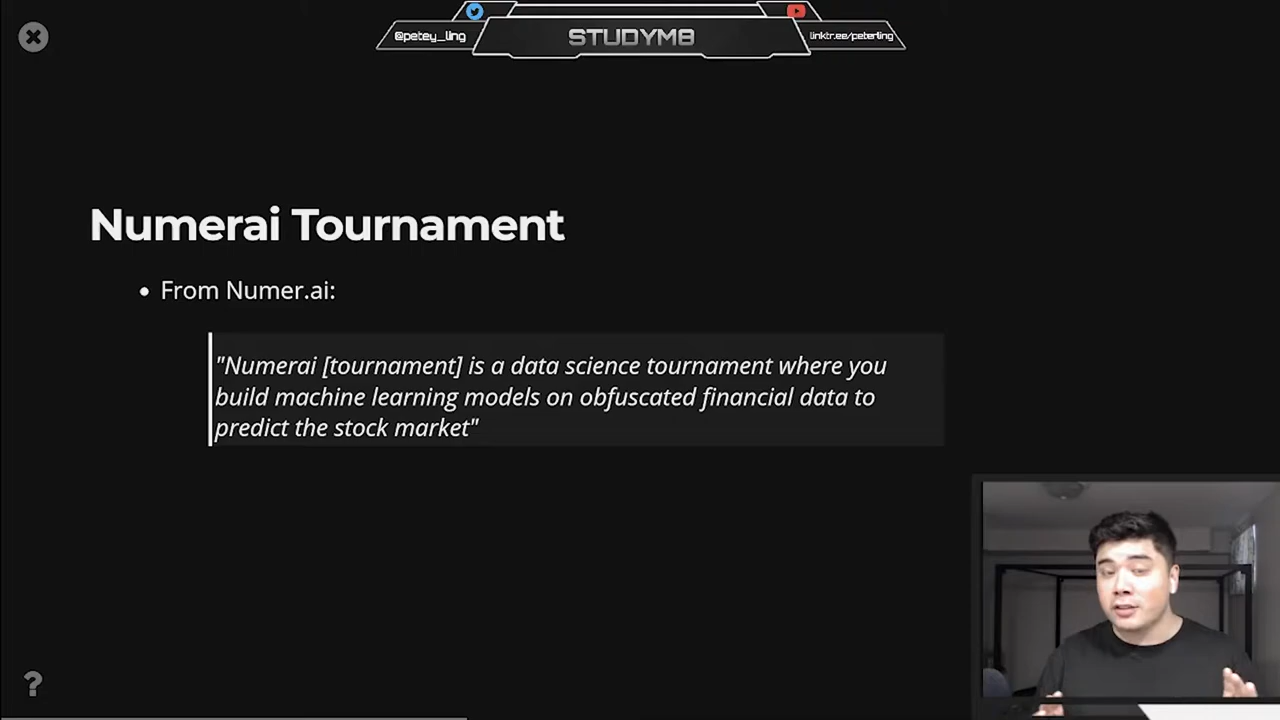 @petey_ling
STUDYM8
linktr.ee/peterling
Numerai Tournament
• From Numer.ai:
"Numerai [tournament] is a data science tournament where you
build machine learning models on obfuscated financial data to
predict the stock market"
?